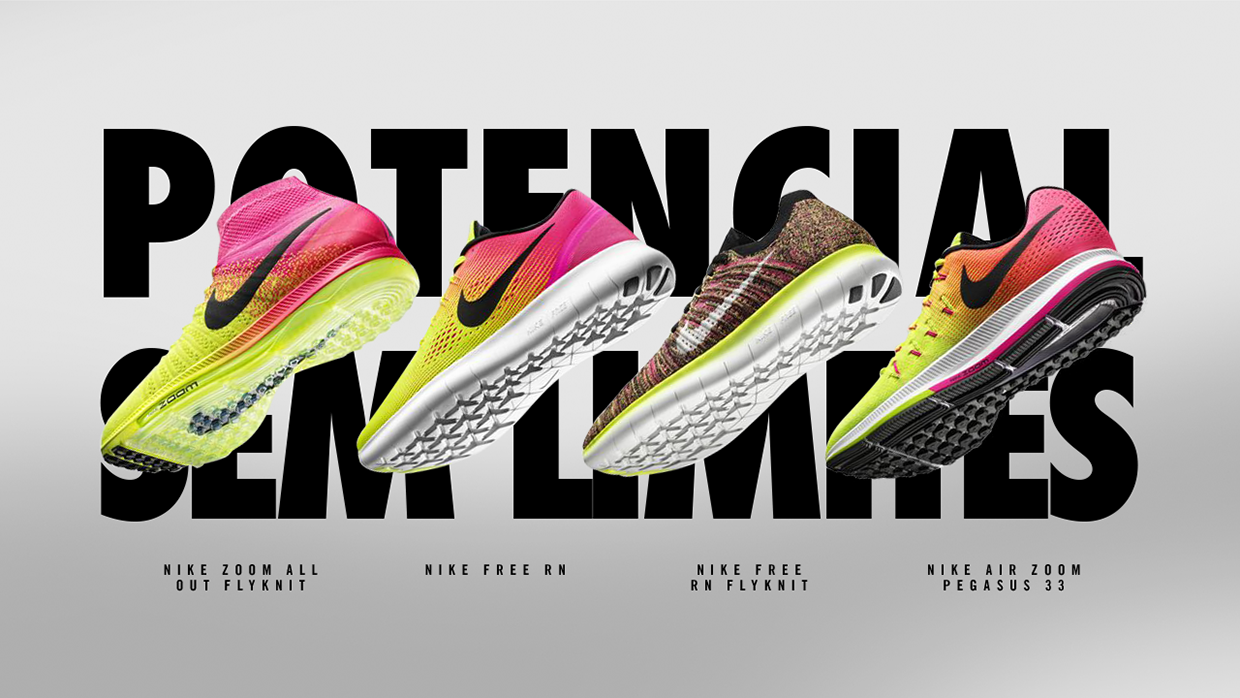 POTENCIAL
SEM LIMITES
zoom
NIKE ZOOM ALL
OUT FLYKNIT
NIKE FREE RN
NIKE FREE
RN FLYKNIT
NIKE AIR ZOOM
PEGASUS 33